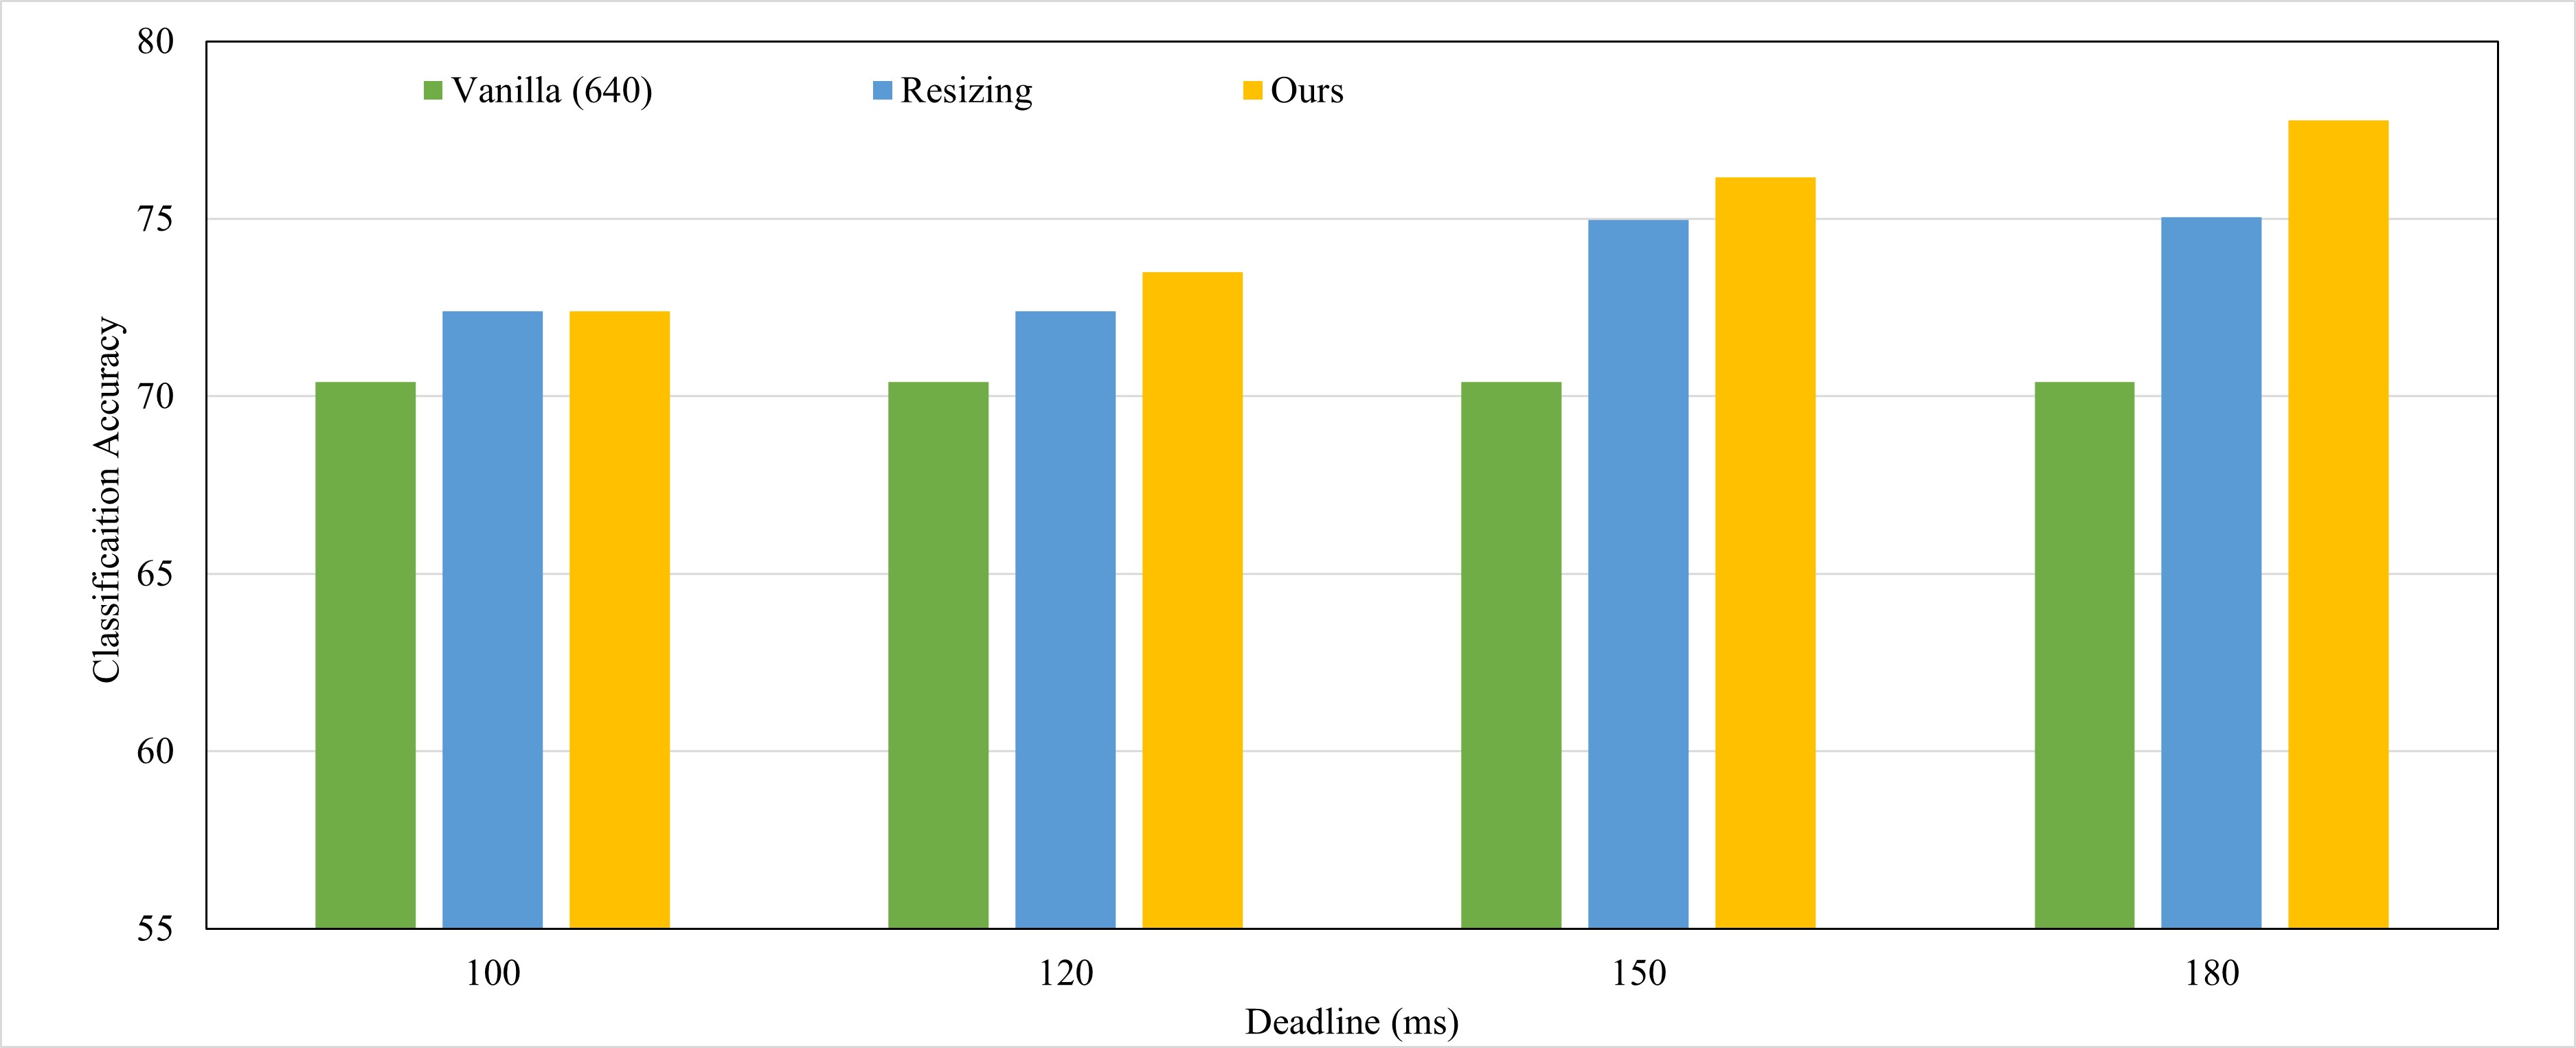 80
Vanilla (640) Resizing Ours
75
70
65
60
55
Classificaition Accuracy
100 120 150 180
Deadline (ms)